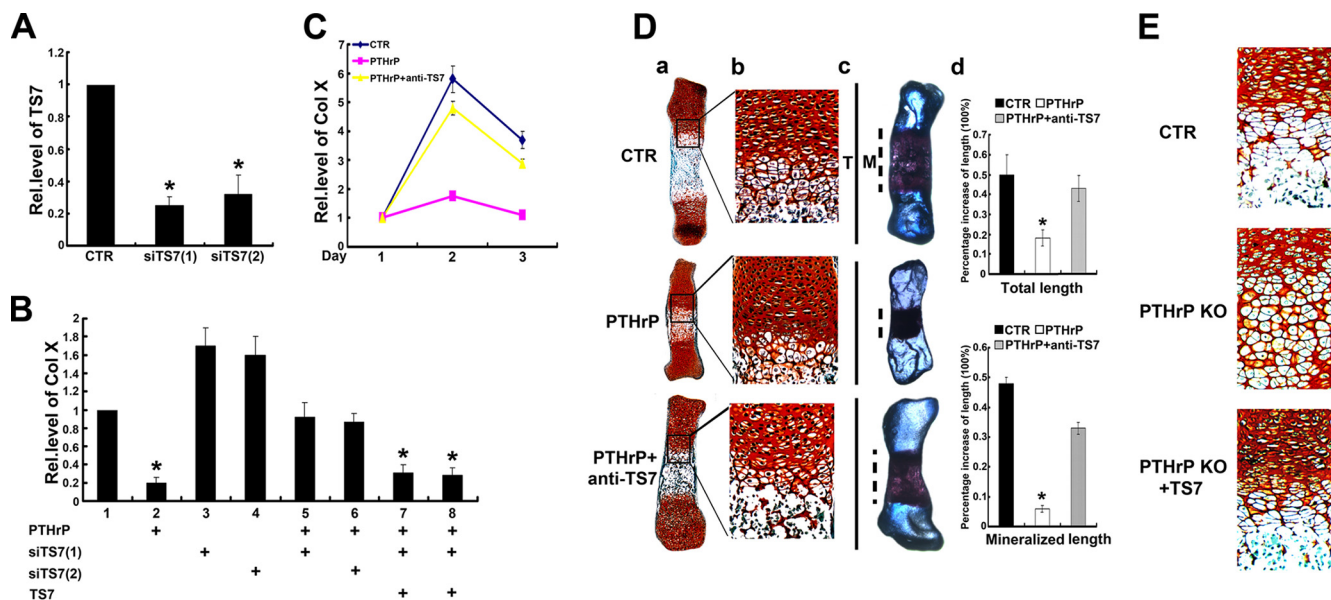 A
Rel.level of TS7
1.2
1
0.8
0.6
0.4
0.2
0
*
*
CTR siTS7(1) siTS7(2)
B
Rel.level of Col X
2
1.8
1.6
1.4
1.2
1
0.8
0.6
0.4
0.2
0
*
*
*
1 2 3 4 5 6 7 8
PTHrP + + + + +
siTS7(1) + + + +
siTS7(2) + +
TS7 + +
C
Rel.level of Col X
7
6
5
4
3
2
1
0
CTR
PTHrP
PTHrP+anti-TS7
Day 1 2 3
D
a b c d
CTR
T M
PTHrP
PTHrP+
anti-TS7
CTR PTHrP
PTHrP+anti-TS7
Percentage increase of length (100%)
0.7
0.6
0.5
0.4
0.3
0.2
0.1
0
*
Total length
CTR PTHrP
PTHrP+anti-TS7
Percentage increase of length (100%)
0.6
0.5
0.4
0.3
0.2
0.1
0
*
Mineralized length
E
CTR
PTHrP KO
PTHrP KO
+TS7